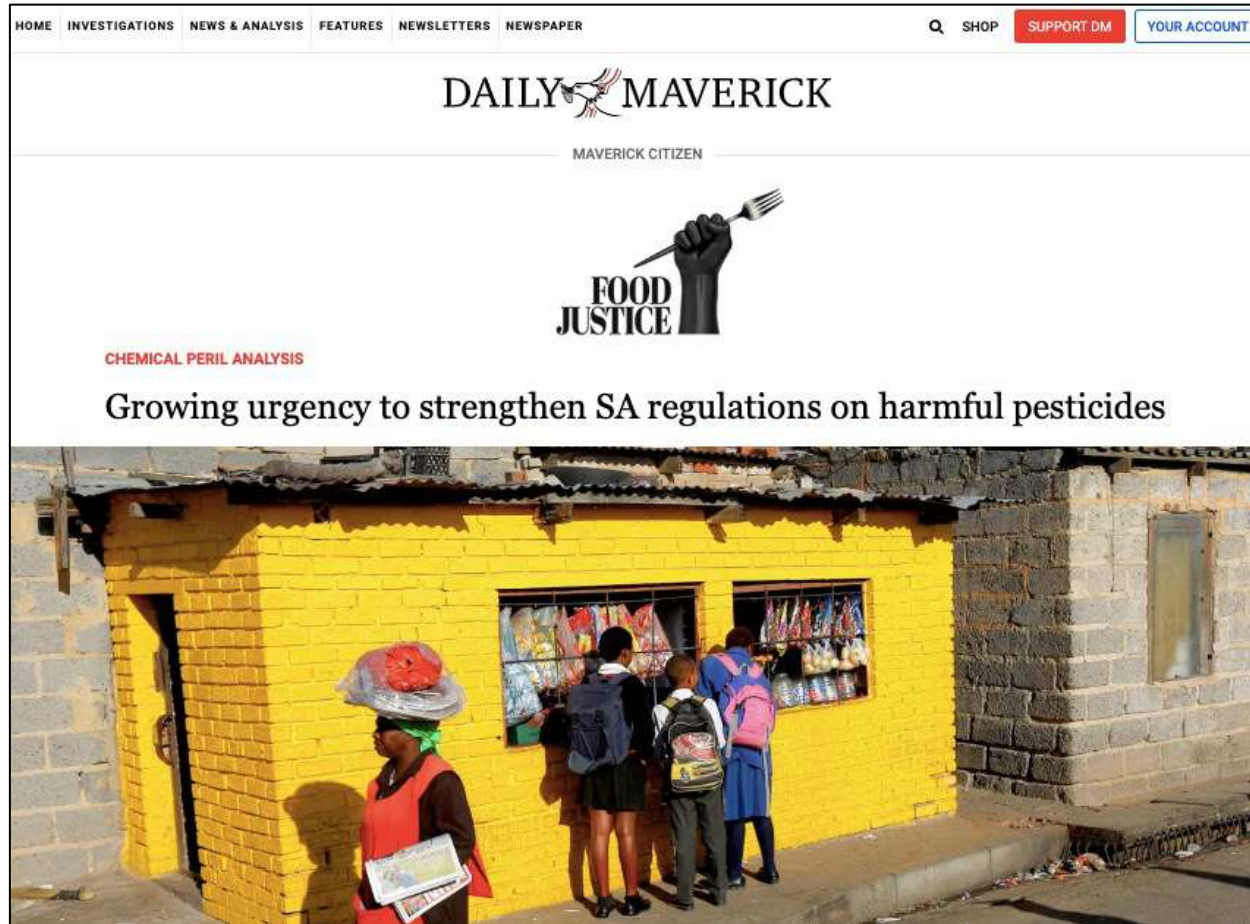 HOME INVESTIGATIONS NEWS & ANALYSIS FEATURES NEWSLETTERS NEWSPAPER SHOP SUPPORT DM YOUR ACCOUNT
DAILY MAVERICK
MAVERICK CITIZEN
FOOD
JUSTICE
CHEMICAL PERIL ANALYSIS
Growing urgency to strengthen SA regulations on harmful pesticides